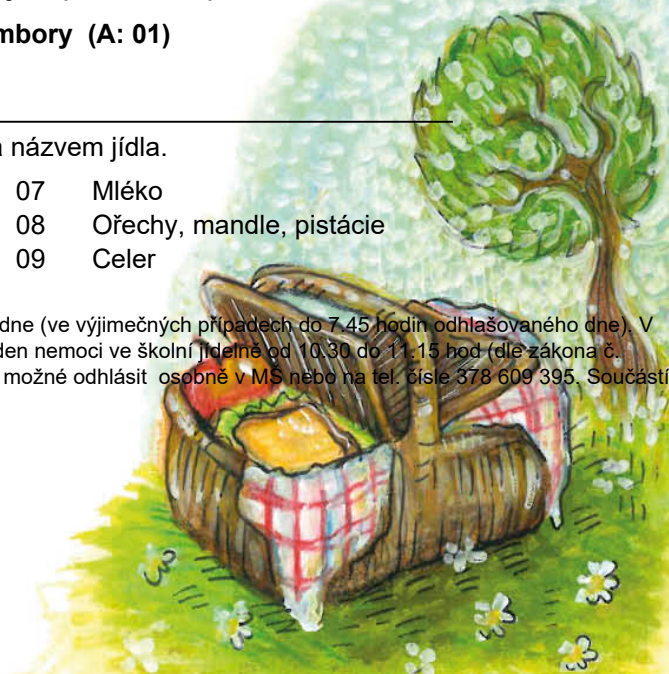 mbory (A: 01)
názvem jídla.
07 Mléko
08 Ořechy, mandle, pistácie
09 Celer
dne (ve výjimečných případech do 7.45 hodin odhlašovaného dne). V
den nemoci ve školní jídelně od 10.30 do 11.15 hod (dle zákona č.
možné odhlásit osobně v MŠ nebo na tel. čísle 378 609 395. Součástí